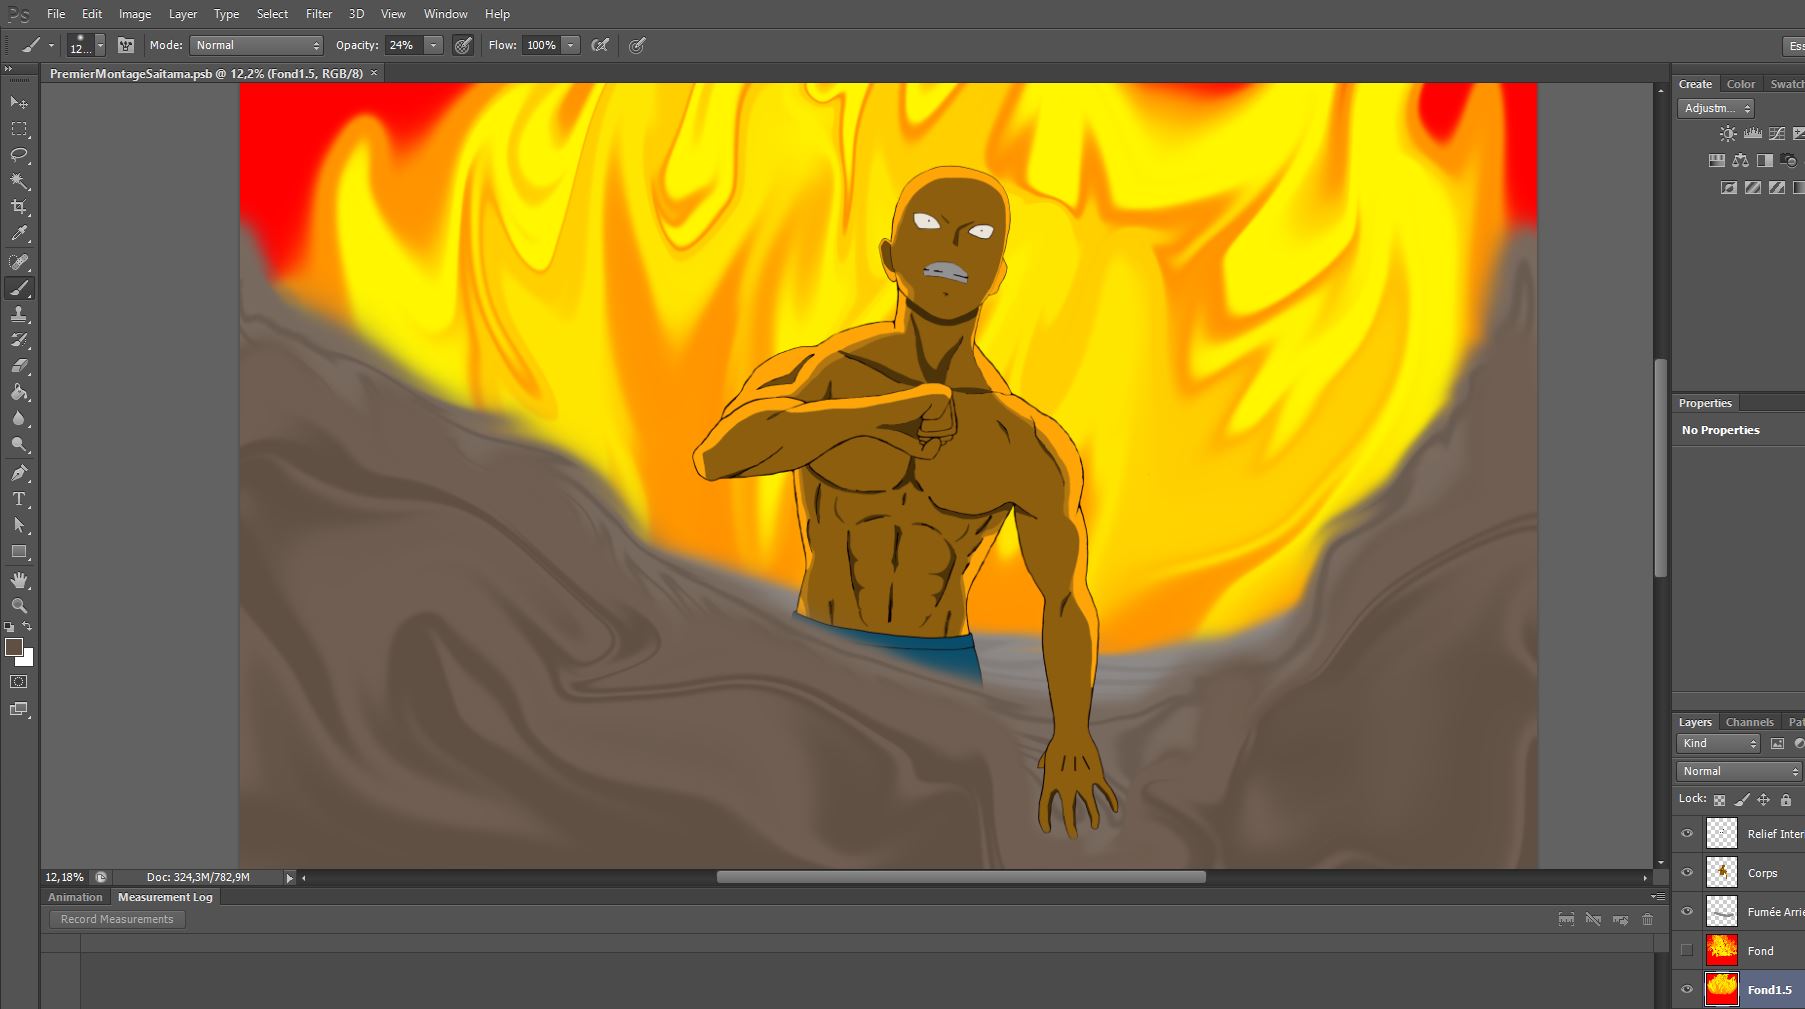 Ps File Edit Image Layer Type Select Filter 3D View Window Help
12... Mode: Normal Opacity: 24% Flow: 100% Ess
PremierMontageSaitama.psb @ 12,2% (Fond1.5, RGB/8) ×
Create Color Swatch
Adjustm...
Properties
No Properties
Layers Channels Pat
Kind
Normal
Lock:
Relief Inter
Corps
Fumée Arriè
Fond
Fond1.5
12,18% Doc: 324,3M/782,9M
Animation Measurement Log
Record Measurements